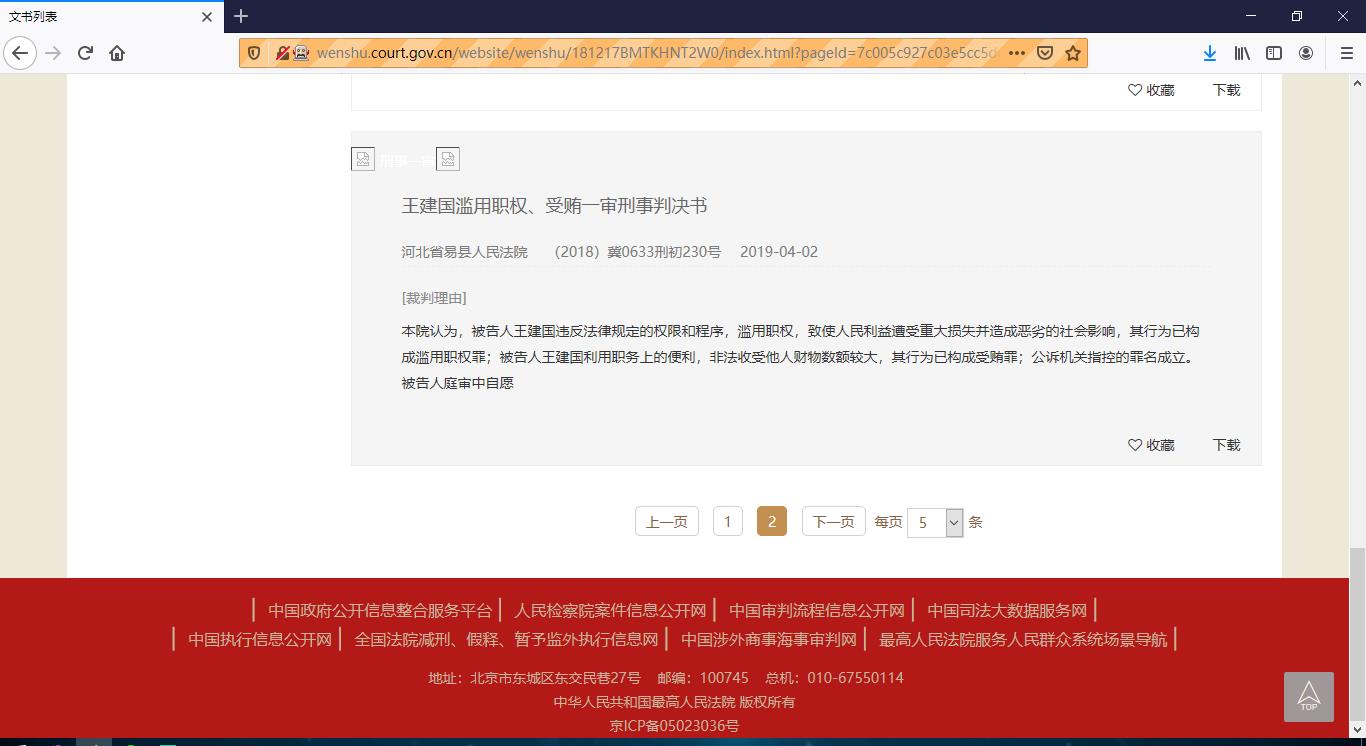 文书列表
wenshu.court.gov.cn/website/wenshu/181217BMTKHNT2W0/index.html?pageId=7c005c927c03e5cc5d
收藏 下载
刑事一审
王建国滥用职权、受贿一审刑事判决书
河北省易县人民法院 （2018）冀0633刑初230号 2019-04-02
[裁判理由]
本院认为，被告人王建国违反法律规定的权限和程序，滥用职权，致使人民利益遭受重大损失并造成恶劣的社会影响，其行为已构
成滥用职权罪；被告人王建国利用职务上的便利，非法收受他人财物数额较大，其行为已构成受贿罪；公诉机关指控的罪名成立。
被告人庭审中自愿
收藏 下载
上一页 1 2 下一页 每页 5 条
中国政府公开信息整合服务平台 | 人民检察院案件信息公开网 | 中国审判流程信息公开网 | 中国司法大数据服务网 |
中国执行信息公开网 | 全国法院减刑、假释、暂予监外执行信息网 | 中国涉外商事海事审判网 | 最高人民法院服务人民群众系统场景导航 |
地址：北京市东城区东交民巷27号 邮编：100745 总机：010-67550114
中华人民共和国最高人民法院 版权所有
京ICP备05023036号
TOP